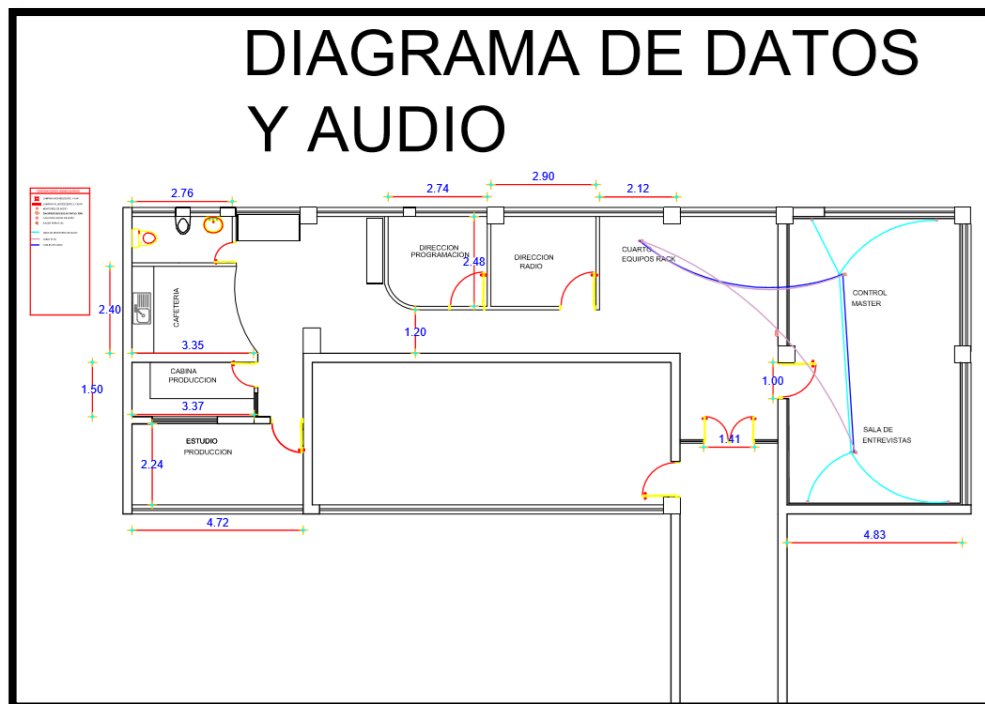 DIAGRAMA DE DATOS
Y AUDIO
2.90
2.76
2.74
2.12
DIRECCION
PROGRAMACION
2.48
DIRECCION
RADIO
CUARTO
EQUIPOS RACK
CONTROL
MASTER
CAFETERIA
2.40
1.20
3.35
CABINA
PRODUCCION
1.50
1.00
3.37
ESTUDIO
PRODUCCION
SALA DE
ENTREVISTAS
1.41
2.24
4.72
4.83